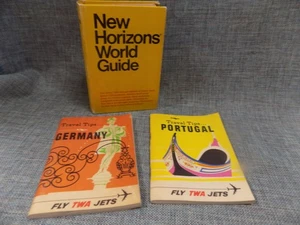 New
Horizons
World
Guide
Travel Tips
GERMANY
FLY TWA JETS
Travel Tips
PORTUGAL
FLY TWA JETS